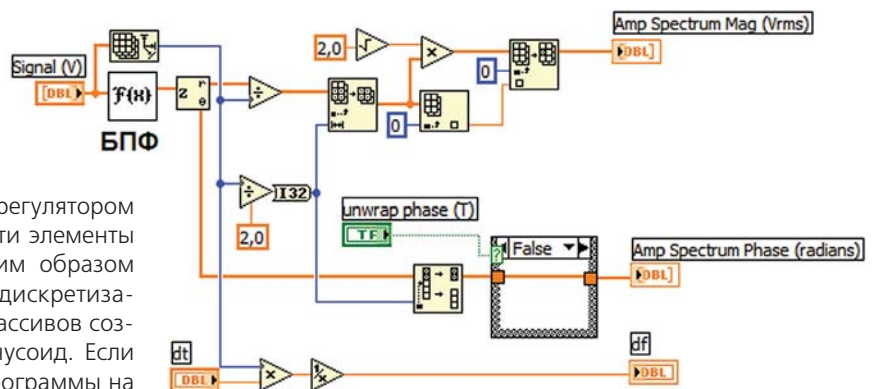 Amp Spectrum Mag (Vrms)
2,0
[DBL]
Signal (V)
0
[DBL]
F(x)
z r θ
БПФ
0
регулятором
I32
unwrap phase (T)
ти элементы
2,0
TF
False
Amp Spectrum Phase (radians)
им образом
?
[DBL]
дискретиза-
ассивов соз-
нусоид. Если
dt
df
рограммы на
DBL
x
1/x
DBL